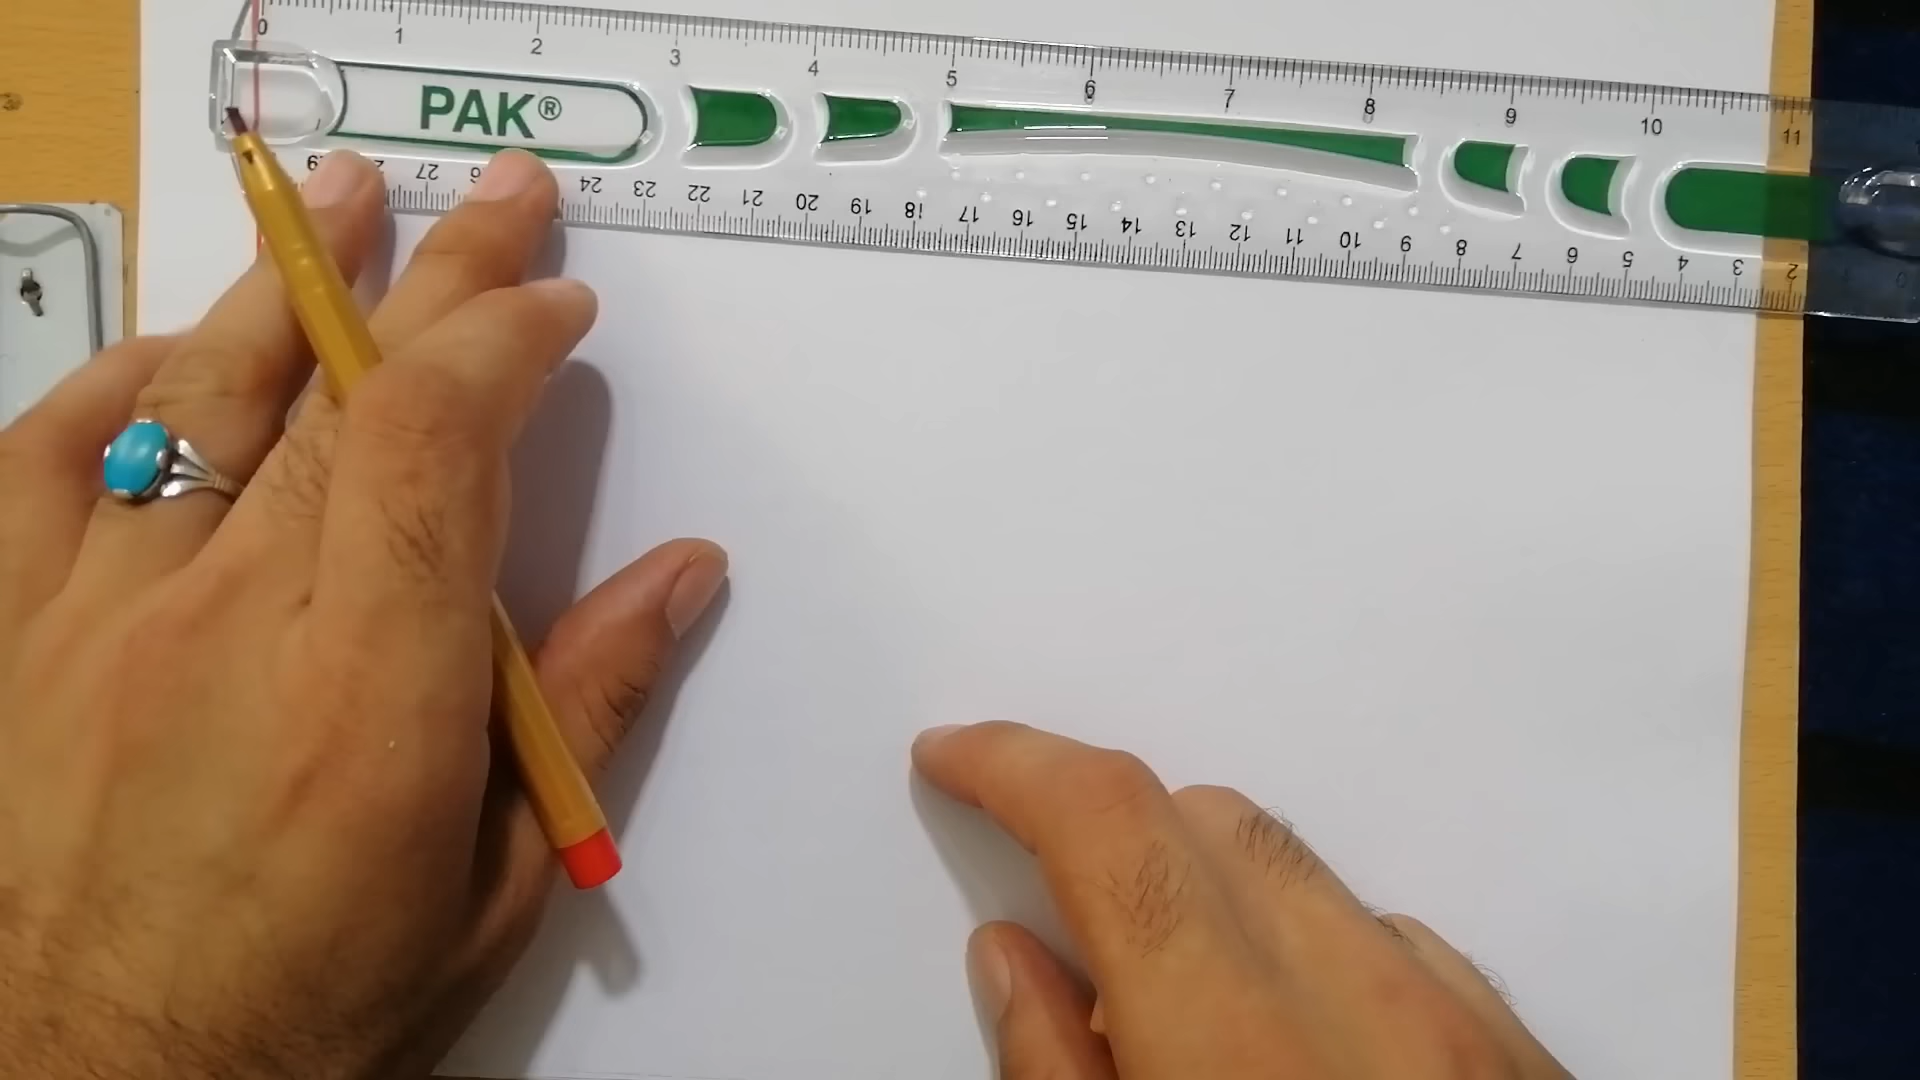 0 1 2 3 4 5 6 7 8 9 10 11
PAK®
27 24 23 22 21 20 19 18 17 16 15 14 13 12 11 10 9 8 7 6 5 4 3 2 0